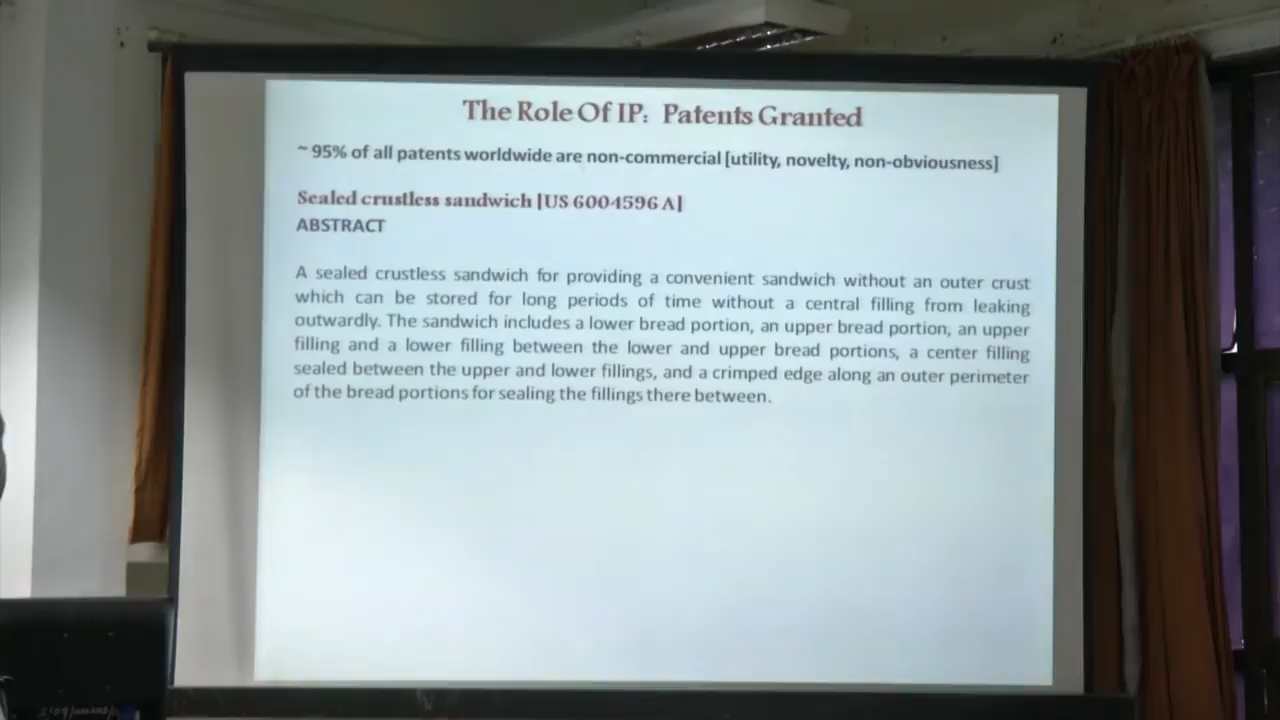 The Role Of IP: Patents Granted
~ 95% of all patents worldwide are non-commercial [utility, novelty, non-obviousness]
Sealed crustless sandwich [US 6004596 A]
ABSTRACT
A sealed crustless sandwich for providing a convenient sandwich without an outer crust
which can be stored for long periods of time without a central filling from leaking
outwardly. The sandwich includes a lower bread portion, an upper bread portion, an upper
filling and a lower filling between the lower and upper bread portions, a center filling
sealed between the upper and lower fillings, and a crimped edge along an outer perimeter
of the bread portions for sealing the fillings there between.